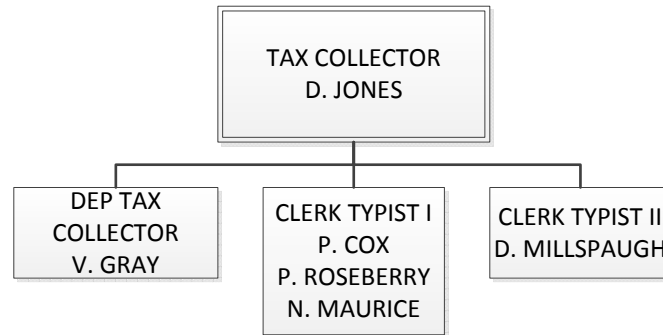 TAX COLLECTOR
D. JONES
DEP TAX
COLLECTOR
V. GRAY
CLERK TYPIST I
P. COX
P. ROSEBERRY
N. MAURICE
CLERK TYPIST II
D. MILLSPAUGH